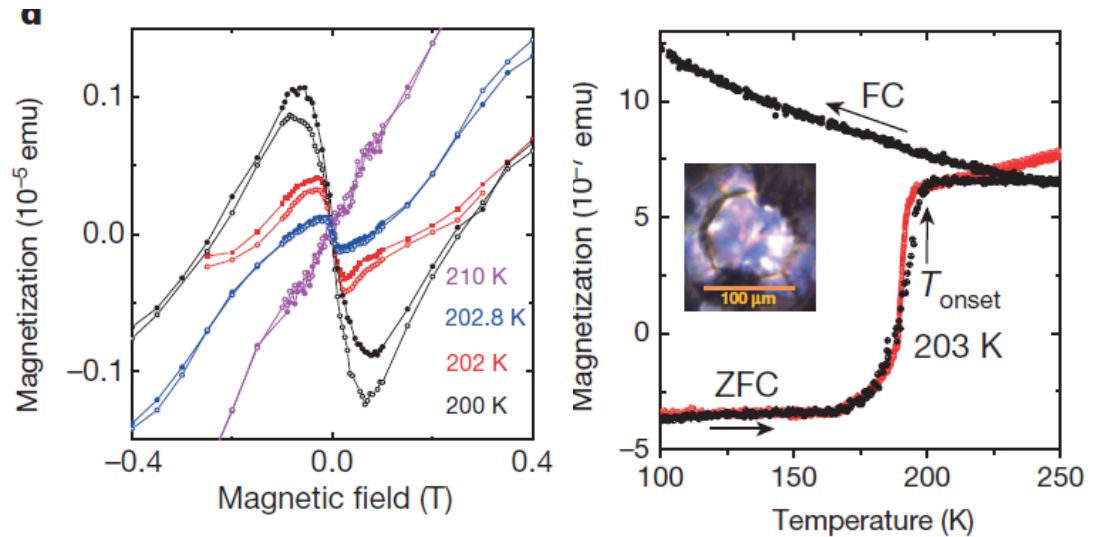 Magnetization (10⁻⁵ emu)
0.1
0.0
−0.1
210 K
202.8 K
202 K
200 K
−0.4
0.0
0.4
Magnetic field (T)
Magnetization (10⁻⁷ emu)
10
5
0
−5
FC
100 μm
T onset
203 K
ZFC
100
150
200
250
Temperature (K)